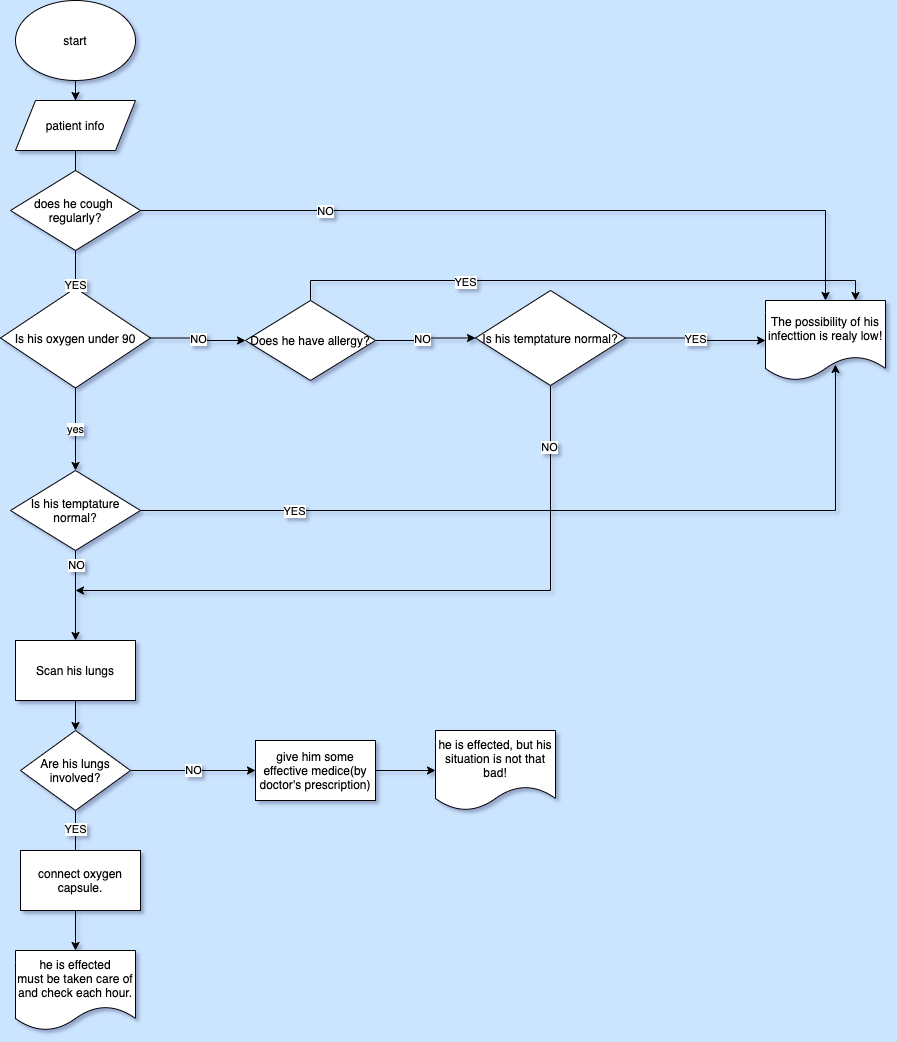 start
patient info
does he cough
regularly?
NO
YES
YES
Is his oxygen under 90
NO
Does he have allergy?
NO
Is his temptature normal?
YES
The possibility of his
infecttion is realy low!
yes
NO
Is his temptature
normal?
YES
NO
Scan his lungs
Are his lungs
involved?
NO
give him some
effective medice(by
doctor's prescription)
he is effected, but his
situation is not that
bad!
YES
connect oxygen
capsule.
he is effected
must be taken care of
and check each hour.